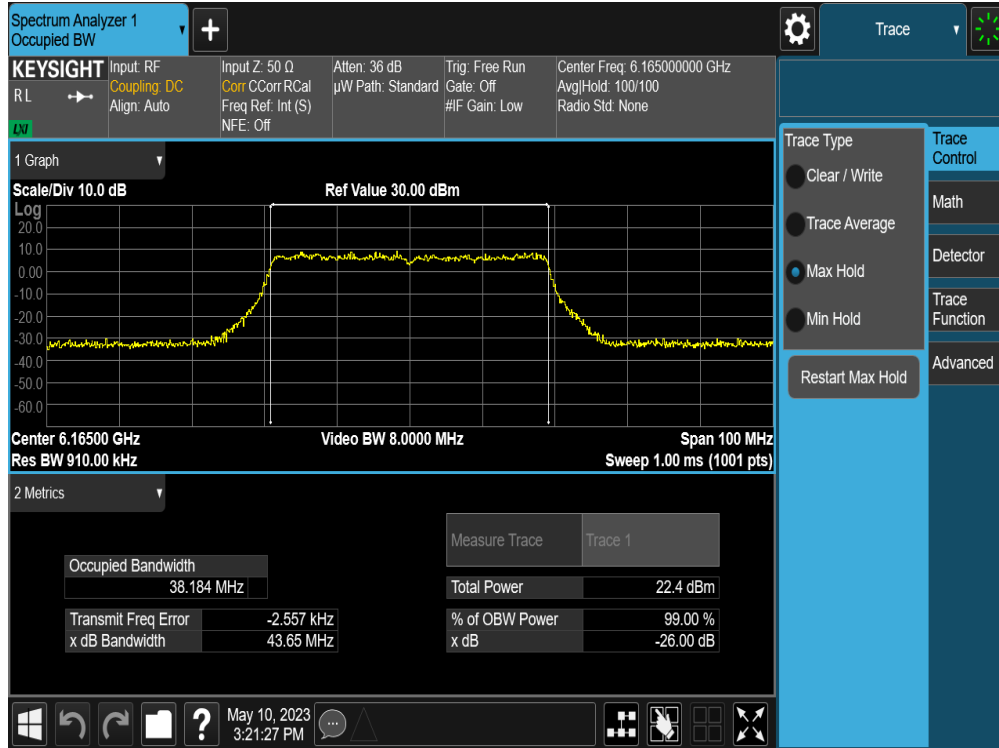 Spectrum Analyzer 1
Occupied BW
+
Trace
KEYSIGHT
R L
LXI
Input: RF
Coupling: DC
Align: Auto
Input Z: 50 Ω
Corr CCorr RCal
Freq Ref: Int (S)
NFE: Off
Atten: 36 dB
µW Path: Standard
Trig: Free Run
Gate: Off
#IF Gain: Low
Center Freq: 6.165000000 GHz
Avg|Hold: 100/100
Radio Std: None
1 Graph
Scale/Div 10.0 dB
Ref Value 30.00 dBm
Log
20.0
10.0
0.00
-10.0
-20.0
-30.0
-40.0
-50.0
-60.0
Center 6.16500 GHz
Video BW 8.0000 MHz
Span 100 MHz
Res BW 910.00 kHz
Sweep 1.00 ms (1001 pts)
2 Metrics
Measure Trace
Trace 1
Occupied Bandwidth
38.184 MHz
Total Power
22.4 dBm
Transmit Freq Error
-2.557 kHz
% of OBW Power
99.00 %
x dB Bandwidth
43.65 MHz
x dB
-26.00 dB
Trace Type
Clear / Write
Trace Average
Max Hold
Min Hold
Restart Max Hold
Trace
Control
Math
Detector
Trace
Function
Advanced
?
May 10, 2023
3:21:27 PM